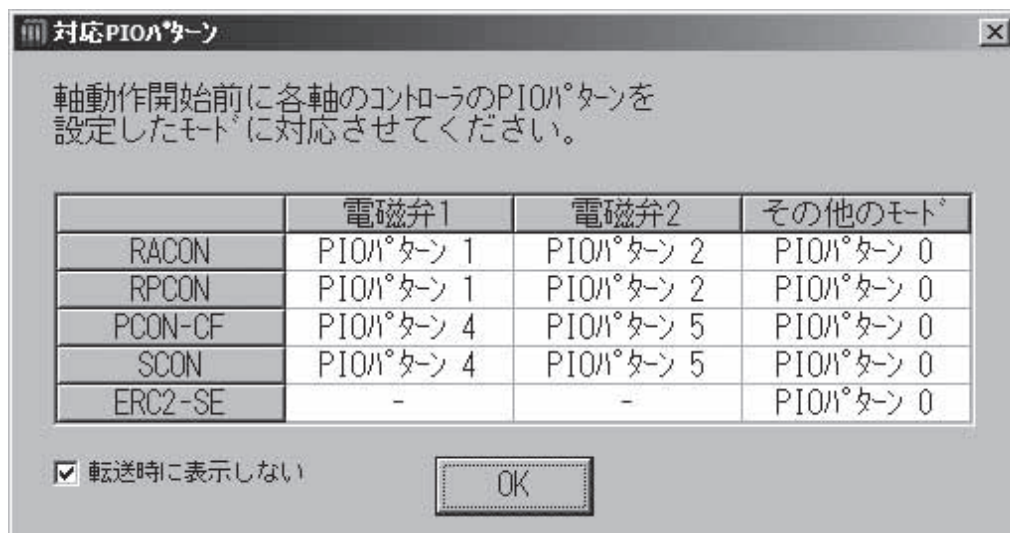 対応PIOﾊﾟﾀｰﾝ
軸動作開始前に各軸のｺﾝﾄﾛｰﾗのPIOﾊﾟﾀｰﾝを
設定したﾓｰﾄﾞに対応させてください。
電磁弁1 電磁弁2 その他のﾓｰﾄﾞ
RACON PIOﾊﾟﾀｰﾝ 1 PIOﾊﾟﾀｰﾝ 2 PIOﾊﾟﾀｰﾝ 0
RPCON PIOﾊﾟﾀｰﾝ 1 PIOﾊﾟﾀｰﾝ 2 PIOﾊﾟﾀｰﾝ 0
PCON-CF PIOﾊﾟﾀｰﾝ 4 PIOﾊﾟﾀｰﾝ 5 PIOﾊﾟﾀｰﾝ 0
SCON PIOﾊﾟﾀｰﾝ 4 PIOﾊﾟﾀｰﾝ 5 PIOﾊﾟﾀｰﾝ 0
ERC2-SE - - PIOﾊﾟﾀｰﾝ 0
転送時に表示しない
OK